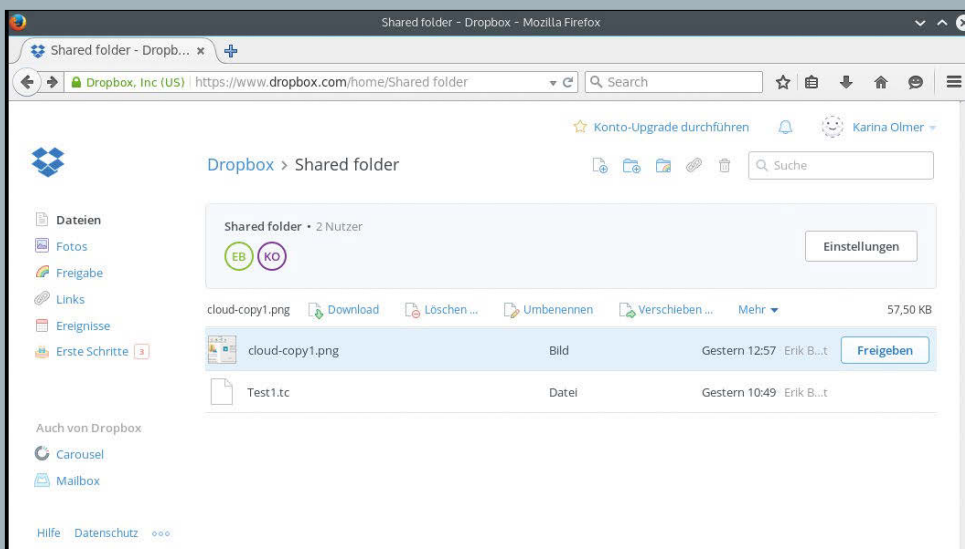 Shared folder - Dropbox - Mozilla Firefox
Shared folder - Dropb...
Dropbox, Inc (US) https://www.dropbox.com/home/Shared folder Search
Konto-Upgrade durchführen Karina Olmer
Dropbox > Shared folder Suche
Dateien
Fotos
Freigabe
Links
Ereignisse
Erste Schritte 3
Auch von Dropbox
Carousel
Mailbox
Hilfe Datenschutz
Shared folder • 2 Nutzer
EB KO
Einstellungen
cloud-copy1.png Download Löschen ... Umbenennen Verschieben ... Mehr 57,50 KB
cloud-copy1.png Bild Gestern 12:57 Erik B...t Freigeben
Test1.tc Datei Gestern 10:49 Erik B...t